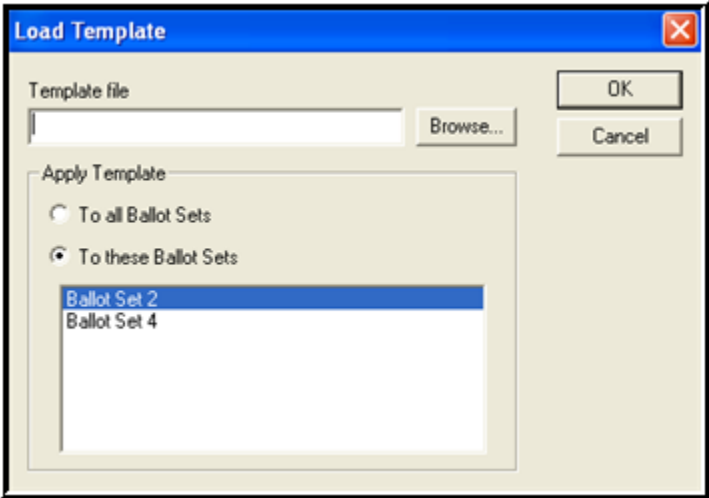 Load Template
Template file
OK
Browse...
Cancel
Apply Template
To all Ballot Sets
To these Ballot Sets
Ballot Set 2
Ballot Set 4